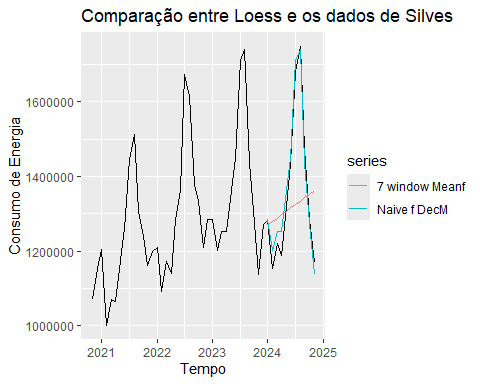 Comparação entre Loess e os dados de Silves
Consumo de Energia
1600000
1400000
1200000
1000000
2021
2022
2023
2024
2025
Tempo
series
7 window Meanf
Naive f DecM